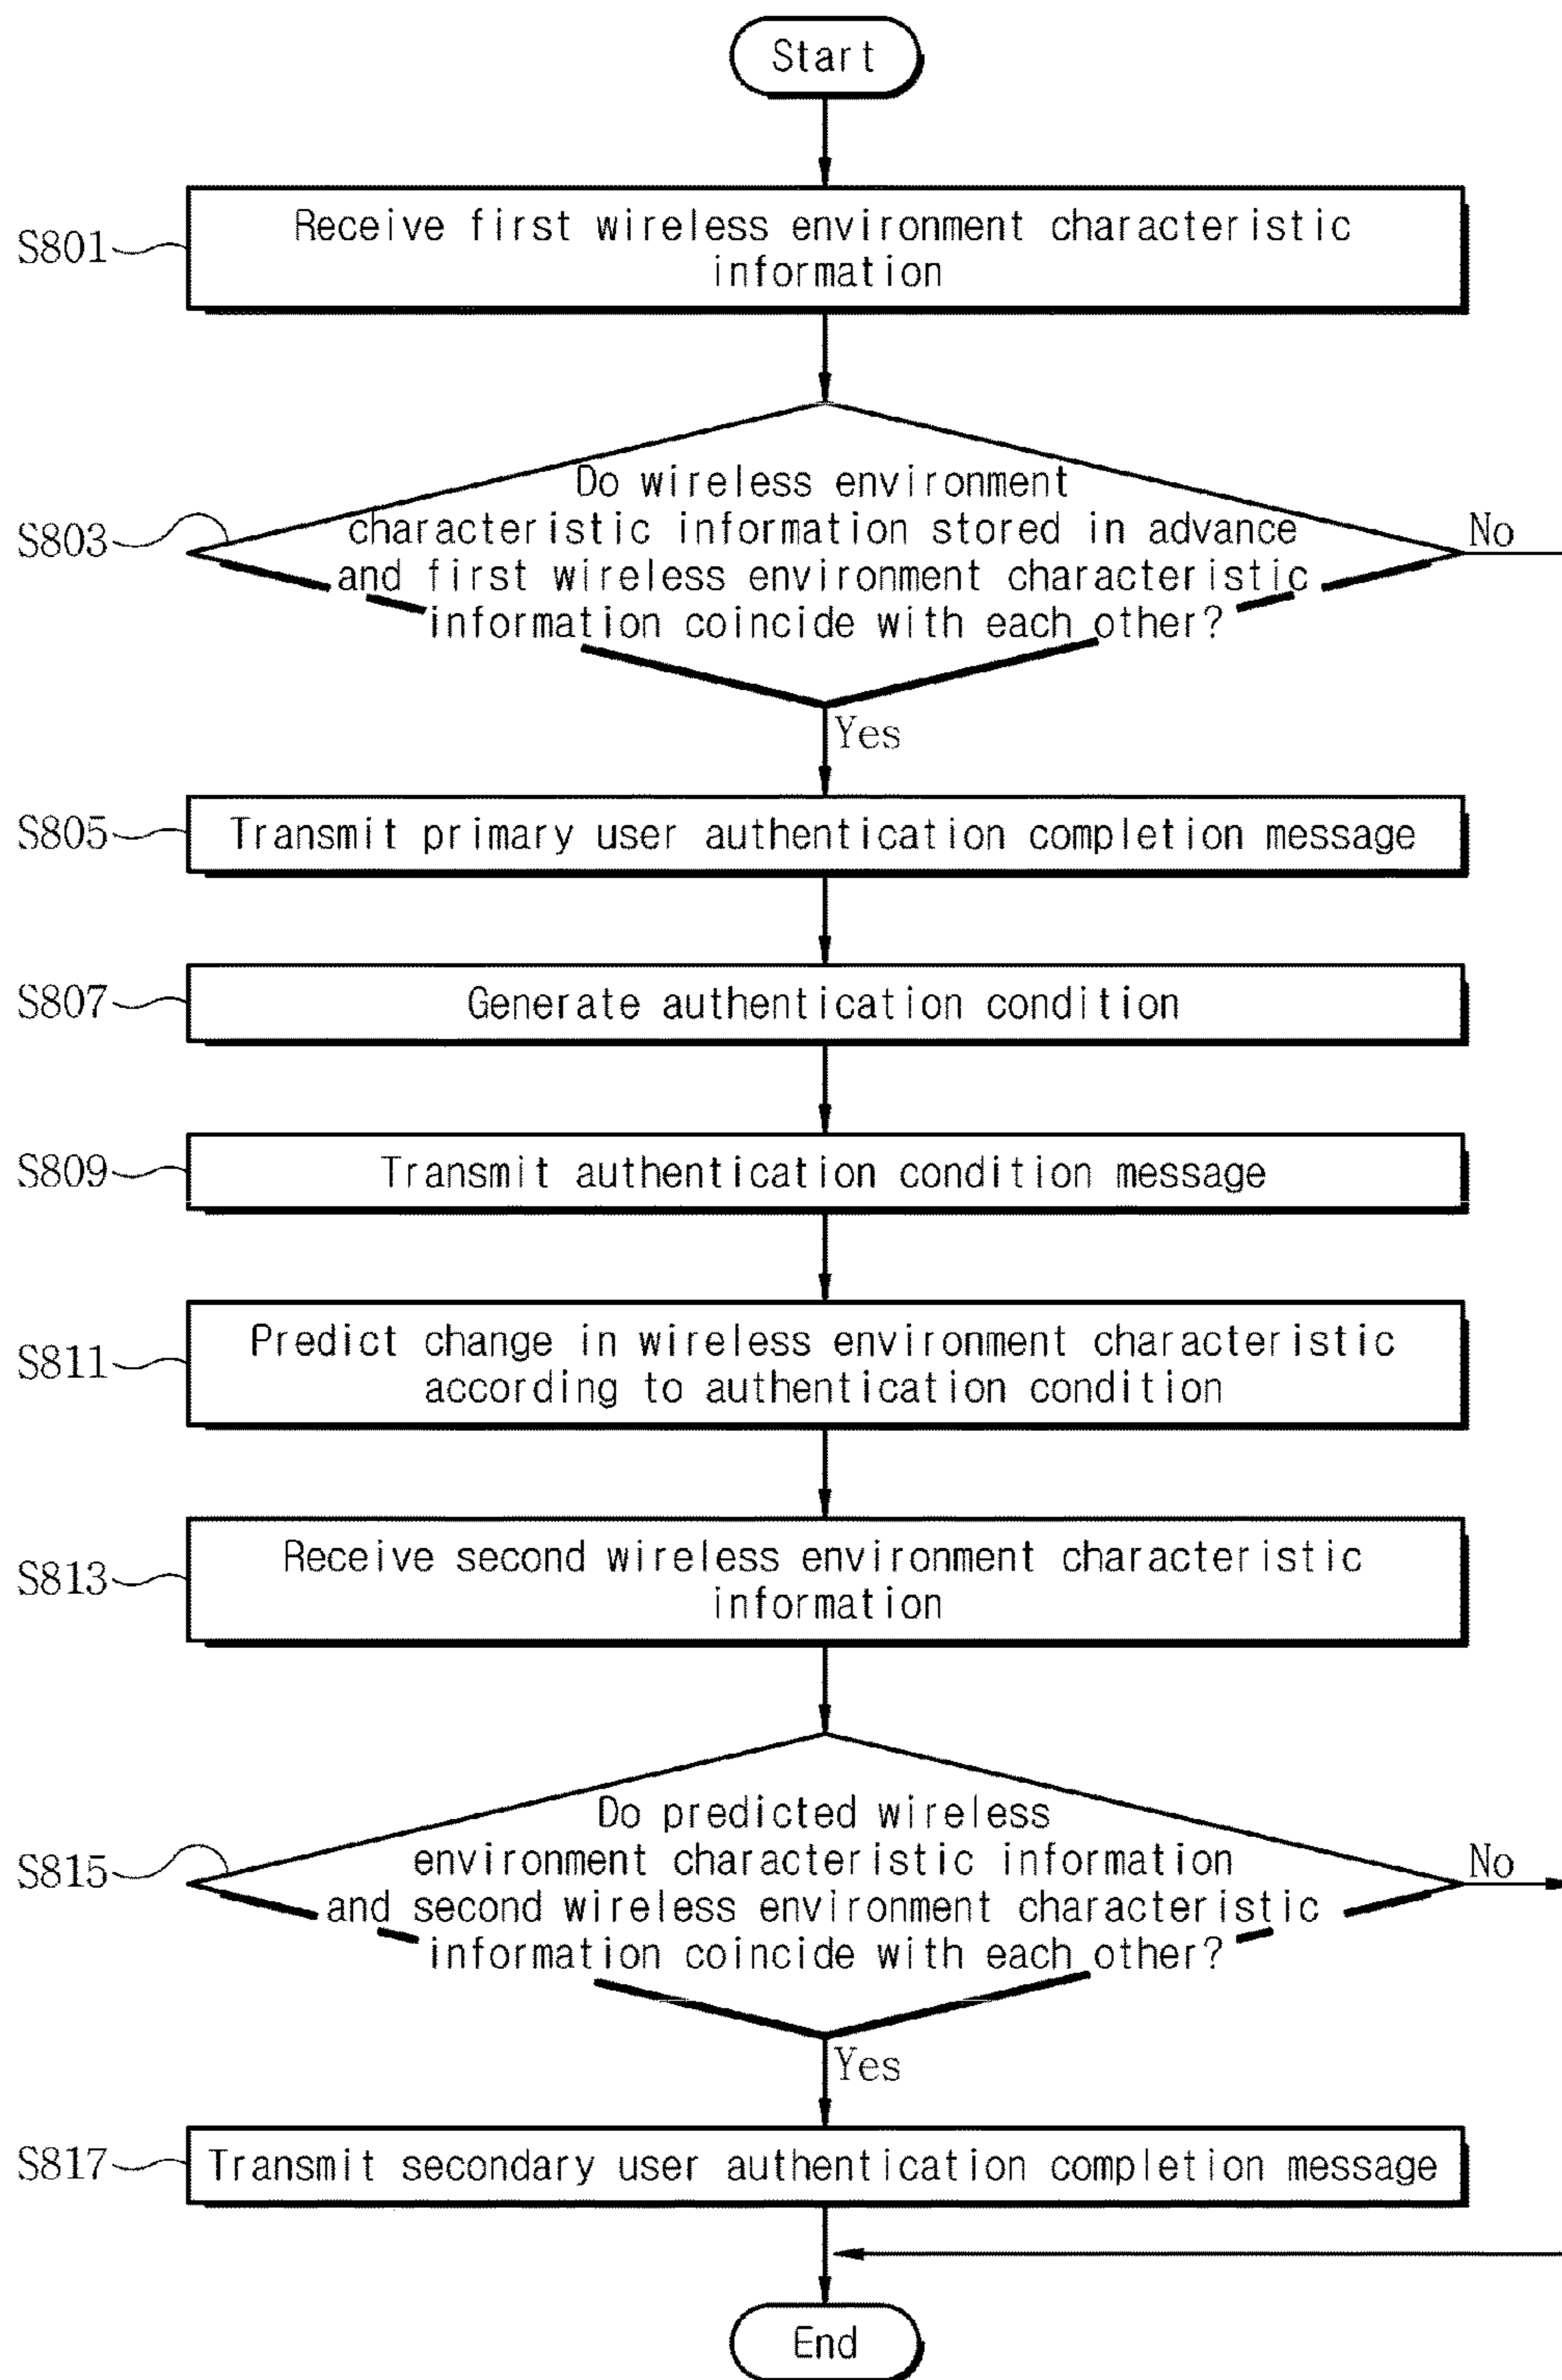 Start
S801
Receive first wireless environment characteristic
information
S803
Do wireless environment
characteristic information stored in advance
and first wireless environment characteristic
information coincide with each other?
No
Yes
S805
Transmit primary user authentication completion message
S807
Generate authentication condition
S809
Transmit authentication condition message
S811
Predict change in wireless environment characteristic
according to authentication condition
S813
Receive second wireless environment characteristic
information
S815
Do predicted wireless
environment characteristic information
and second wireless environment characteristic
information coincide with each other?
No
Yes
S817
Transmit secondary user authentication completion message
End